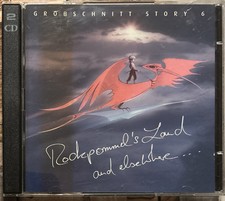 2
CD
GROBSCHNITT STORY 6
Rockpommel's Land
and elsewhere....